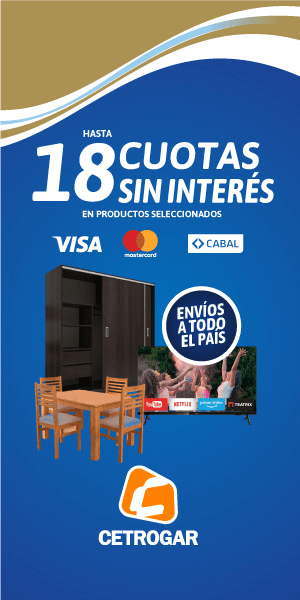 HASTA
18 CUOTAS
SIN INTERÉS
EN PRODUCTOS SELECCIONADOS
VISA
mastercard
CABAL
ENVÍOS
A TODO
EL PAÍS
YouTube
NETFLIX
prime video
TEATRIX
CETROGAR